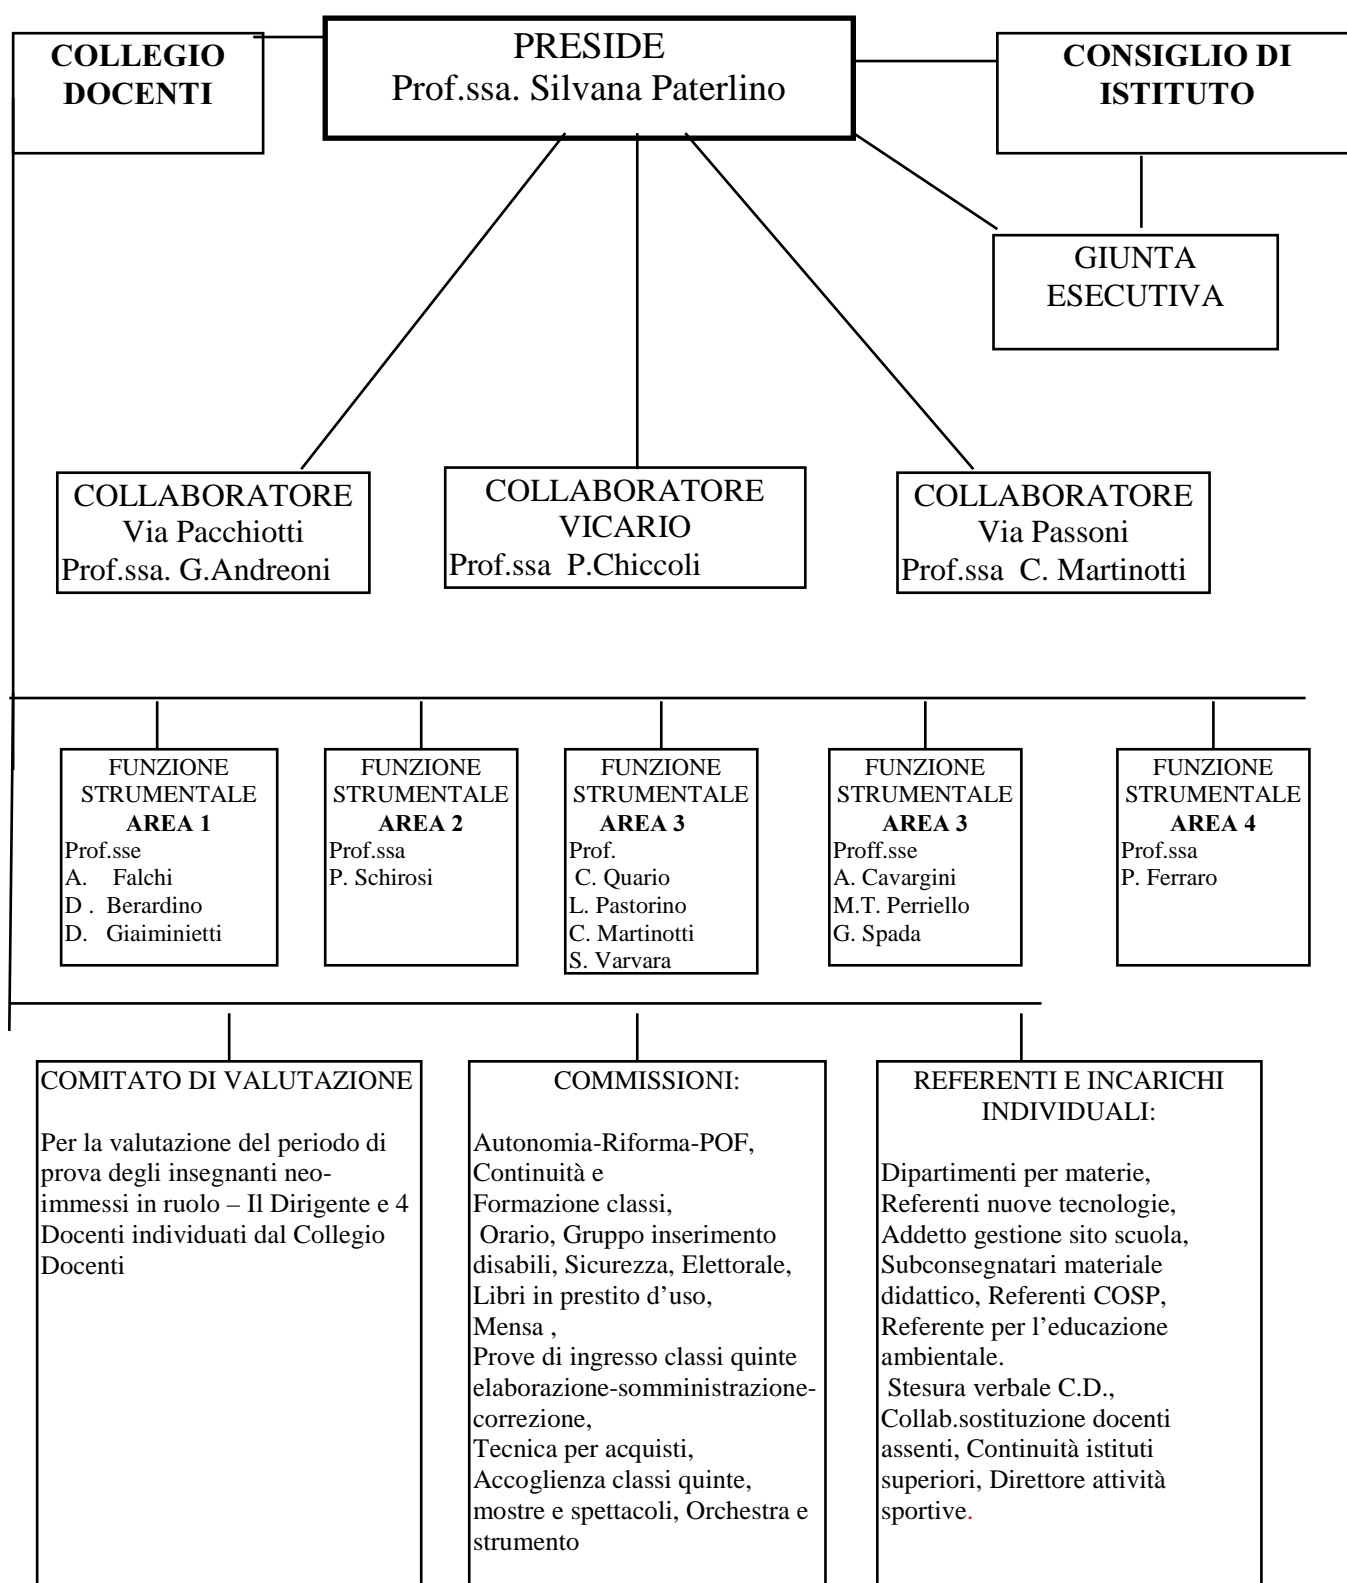 COLLEGIO
DOCENTI
PRESIDE
Prof.ssa. Silvana Paterlino
CONSIGLIO DI
ISTITUTO
GIUNTA
ESECUTIVA
COLLABORATORE
Via Pacchiotti
Prof.ssa. G.Andreoni
COLLABORATORE
VICARIO
Prof.ssa P.Chiccoli
COLLABORATORE
Via Passoni
Prof.ssa C. Martinotti
FUNZIONE
STRUMENTALE
AREA 1
Prof.sse
A. Falchi
D . Berardino
D. Giaiminietti
FUNZIONE
STRUMENTALE
AREA 2
Prof.ssa
P. Schirosi
FUNZIONE
STRUMENTALE
AREA 3
Prof.
C. Quario
L. Pastorino
C. Martinotti
S. Varvara
FUNZIONE
STRUMENTALE
AREA 3
Proff.sse
A. Cavargini
M.T. Perriello
G. Spada
FUNZIONE
STRUMENTALE
AREA 4
Prof.ssa
P. Ferraro
COMITATO DI VALUTAZIONE
Per la valutazione del periodo di
prova degli insegnanti neo-
immessi in ruolo – Il Dirigente e 4
Docenti individuati dal Collegio
Docenti
COMMISSIONI:
Autonomia-Riforma-POF,
Continuità e
Formazione classi,
Orario, Gruppo inserimento
disabili, Sicurezza, Elettorale,
Libri in prestito d’uso,
Mensa ,
Prove di ingresso classi quinte
elaborazione-somministrazione-
correzione,
Tecnica per acquisti,
Accoglienza classi quinte,
mostre e spettacoli, Orchestra e
strumento
REFERENTI E INCARICHI
INDIVIDUALI:
Dipartimenti per materie,
Referenti nuove tecnologie,
Addetto gestione sito scuola,
Subconsegnatari materiale
didattico, Referenti COSP,
Referente per l’educazione
ambientale.
Stesura verbale C.D.,
Collab.sostituzione docenti
assenti, Continuità istituti
superiori, Direttore attività
sportive.